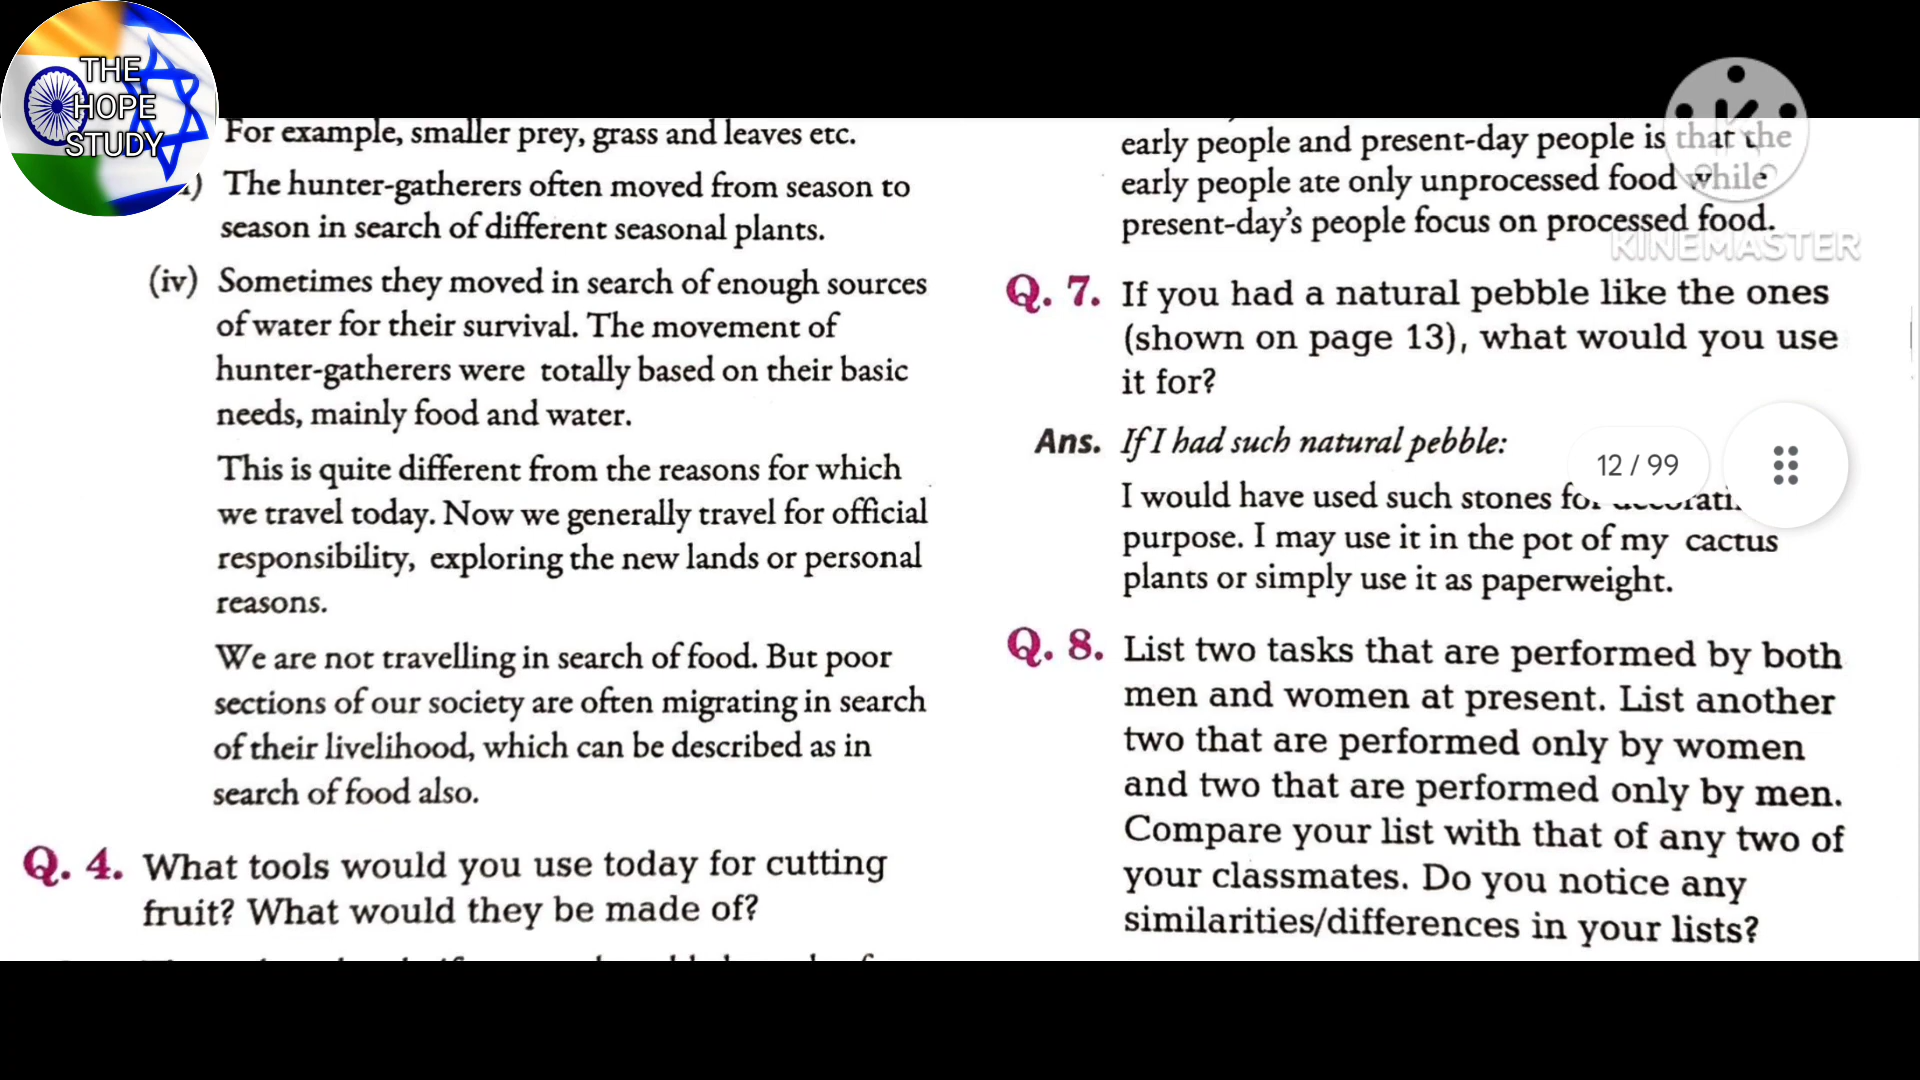 THE
HOPE
STUDY
For example, smaller prey, grass and leaves etc.
The hunter-gatherers often moved from season to
season in search of different seasonal plants.
(iv) Sometimes they moved in search of enough sources
of water for their survival. The movement of
hunter-gatherers were totally based on their basic
needs, mainly food and water.
This is quite different from the reasons for which
we travel today. Now we generally travel for official
responsibility, exploring the new lands or personal
reasons.
We are not travelling in search of food. But poor
sections of our society are often migrating in search
of their livelihood, which can be described as in
search of food also.
Q. 4. What tools would you use today for cutting
fruit? What would they be made of?
early people and present-day people is that the
early people ate only unprocessed food while
present-day's people focus on processed food.
KINEMASTER
Q. 7. If you had a natural pebble like the ones
(shown on page 13), what would you use
it for?
Ans. If I had such natural pebble:
12 / 99
I would have used such stones for
purpose. I may use it in the pot of my cactus
plants or simply use it as paperweight.
Q. 8. List two tasks that are performed by both
men and women at present. List another
two that are performed only by women
and two that are performed only by men.
Compare your list with that of any two of
your classmates. Do you notice any
similarities/differences in your lists?